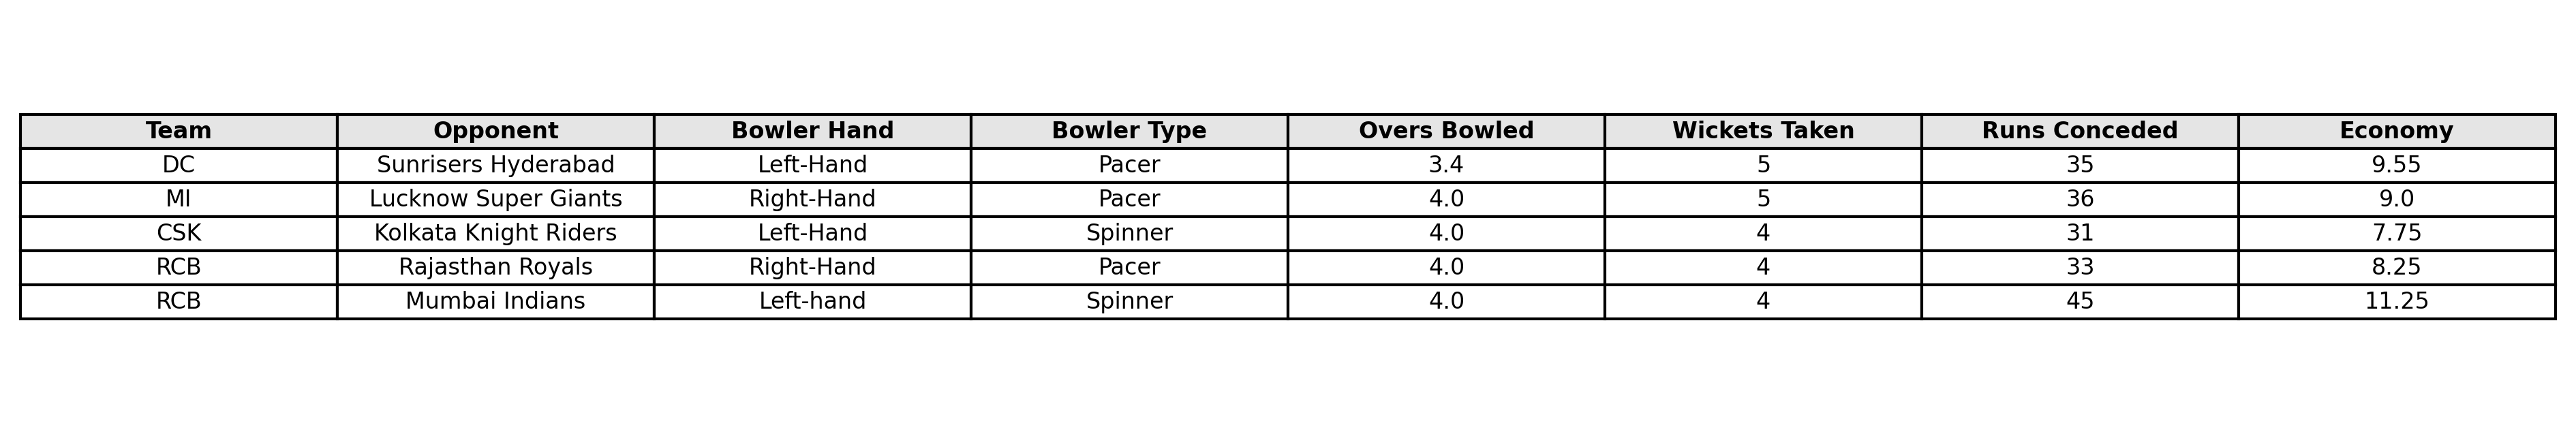 Team Opponent Bowler Hand Bowler Type Overs Bowled Wickets Taken Runs Conceded Economy
DC Sunrisers Hyderabad Left-Hand Pacer 3.4 5 35 9.55
MI Lucknow Super Giants Right-Hand Pacer 4.0 5 36 9.0
CSK Kolkata Knight Riders Left-Hand Spinner 4.0 4 31 7.75
RCB Rajasthan Royals Right-Hand Pacer 4.0 4 33 8.25
RCB Mumbai Indians Left-hand Spinner 4.0 4 45 11.25